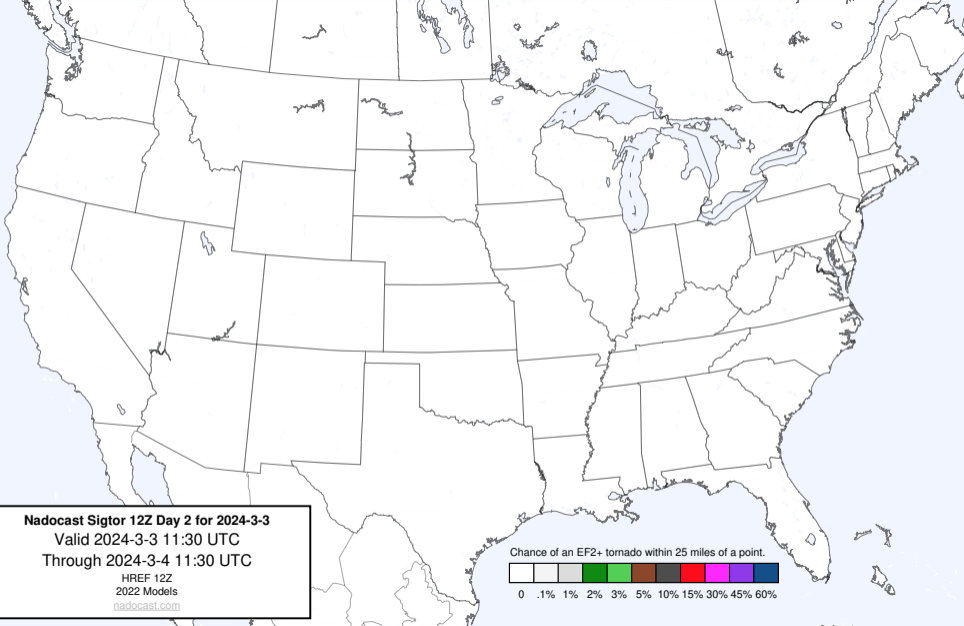 Nadocast Sigtor 12Z Day 2 for 2024-3-3
Valid 2024-3-3 11:30 UTC
Through 2024-3-4 11:30 UTC
HREF 12Z
2022 Models
nadocast.com
Chance of an EF2+ tornado within 25 miles of a point.
0 .1% 1% 2% 3% 5% 10% 15% 30% 45% 60%